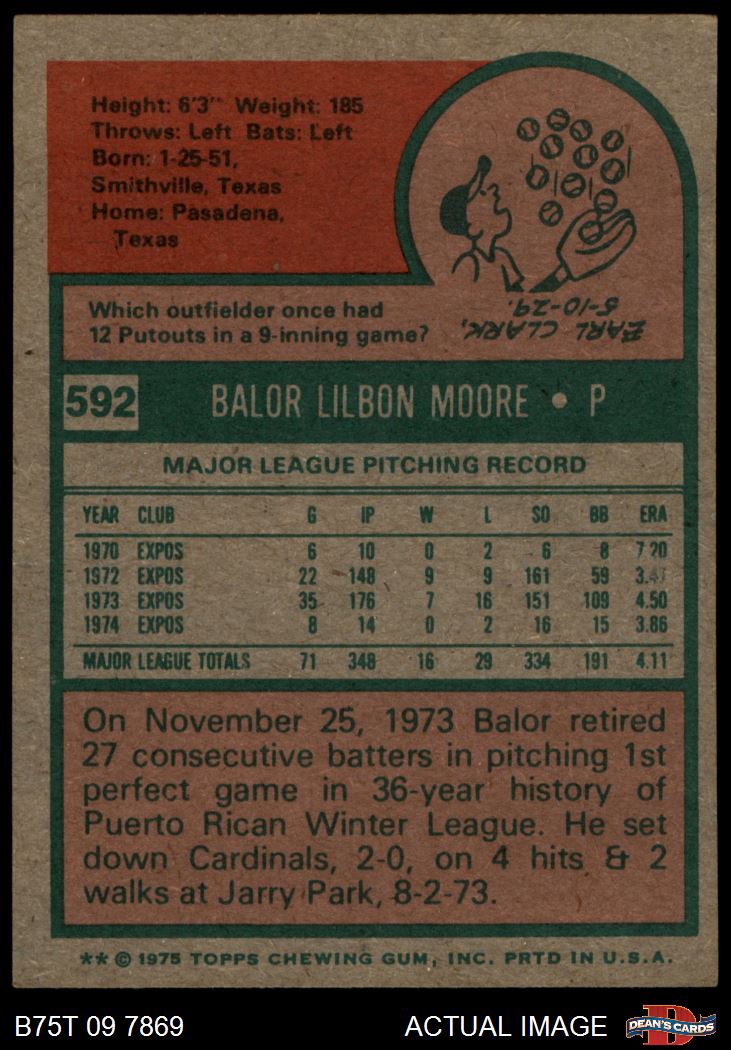 Height: 6'3" Weight: 185
Throws: Left Bats: Left
Born: 1-25-51,
Smithville, Texas
Home: Pasadena,
Texas
Which outfielder once had
12 Putouts in a 9-inning game?
EARL CLARK,
5-10-29.
592 BALOR LILBON MOORE • P
MAJOR LEAGUE PITCHING RECORD
YEAR CLUB G IP W L SO BB ERA
1970 EXPOS 6 10 0 2 6 8 7.20
1972 EXPOS 22 148 9 9 161 59 3.47
1973 EXPOS 35 176 7 16 151 109 4.50
1974 EXPOS 8 14 0 2 16 15 3.86
MAJOR LEAGUE TOTALS 71 348 16 29 334 191 4.11
On November 25, 1973 Balor retired
27 consecutive batters in pitching 1st
perfect game in 36-year history of
Puerto Rican Winter League. He set
down Cardinals, 2-0, on 4 hits & 2
walks at Jarry Park, 8-2-73.
** © 1975 TOPPS CHEWING GUM, INC. PRTD IN U.S.A.
B75T 09 7869 ACTUAL IMAGE DEAN'S CARDS